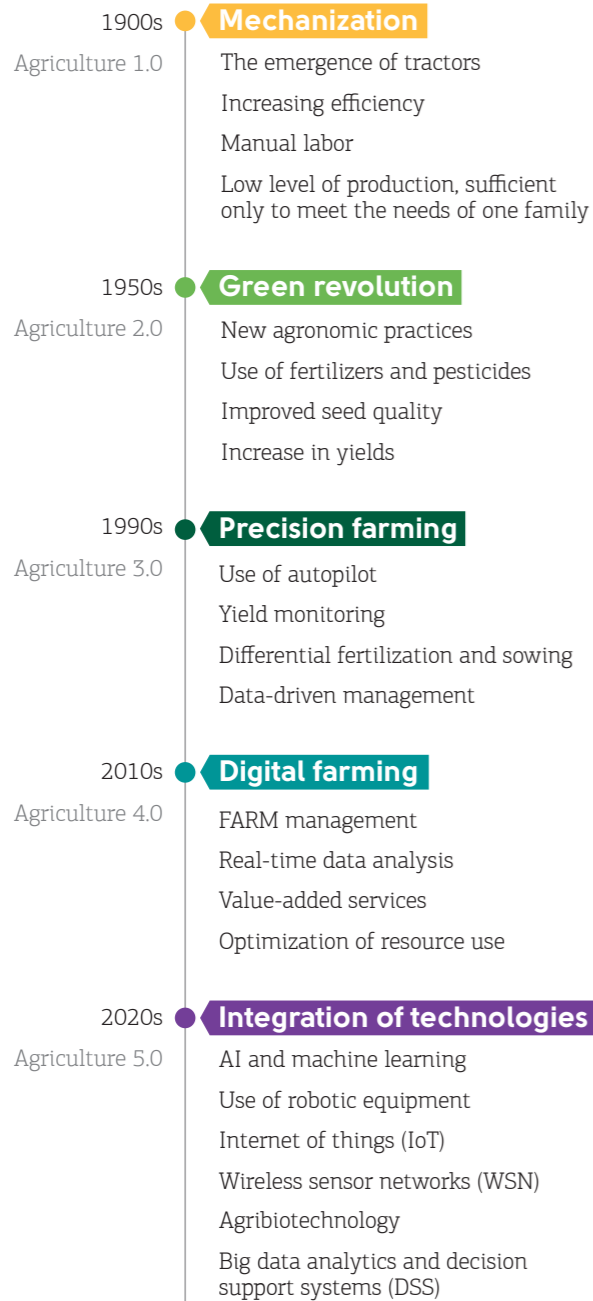 1900s
Mechanization
Agriculture 1.0
The emergence of tractors
Increasing efficiency
Manual labor
Low level of production, sufficient
only to meet the needs of one family
1950s
Green revolution
Agriculture 2.0
New agronomic practices
Use of fertilizers and pesticides
Improved seed quality
Increase in yields
1990s
Precision farming
Agriculture 3.0
Use of autopilot
Yield monitoring
Differential fertilization and sowing
Data-driven management
2010s
Digital farming
Agriculture 4.0
FARM management
Real-time data analysis
Value-added services
Optimization of resource use
2020s
Integration of technologies
Agriculture 5.0
AI and machine learning
Use of robotic equipment
Internet of things (IoT)
Wireless sensor networks (WSN)
Agribiotechnology
Big data analytics and decision
support systems (DSS)